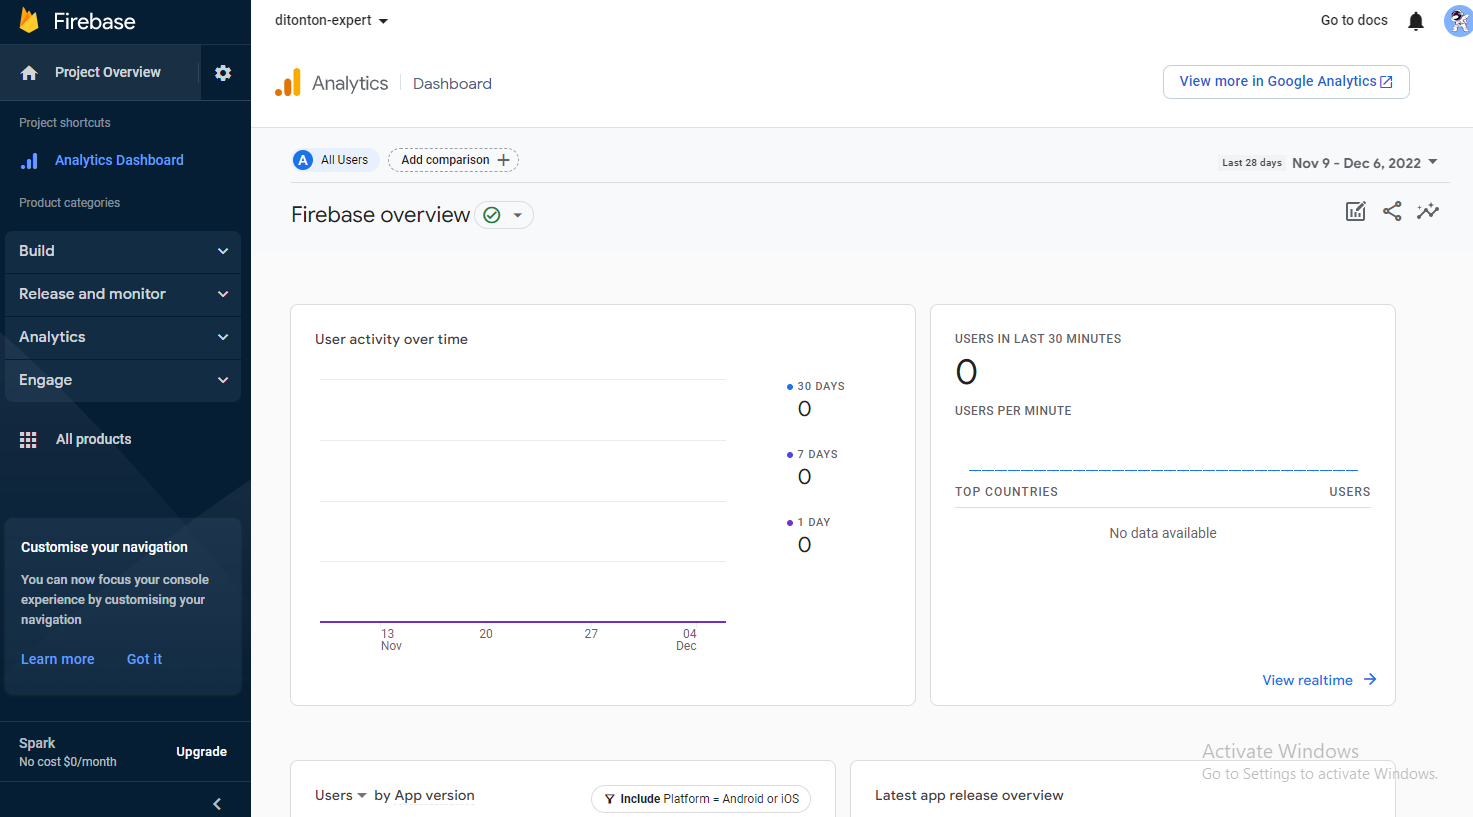 Firebase
ditonton-expert
Go to docs
Project Overview
Analytics
Dashboard
View more in Google Analytics
Project shortcuts
Analytics Dashboard
Product categories
A All Users
Add comparison
Last 28 days Nov 9 - Dec 6, 2022
Firebase overview
Build
Release and monitor
Analytics
Engage
All products
Customise your navigation
You can now focus your console
experience by customising your
navigation
Learn more
Got it
Spark
No cost $0/month
Upgrade
User activity over time
30 DAYS
0
7 DAYS
0
1 DAY
0
13
Nov
20
27
04
Dec
USERS IN LAST 30 MINUTES
0
USERS PER MINUTE
TOP COUNTRIES
USERS
No data available
View realtime
Users by App version
Include Platform = Android or iOS
Latest app release overview
Activate Windows
Go to Settings to activate Windows.